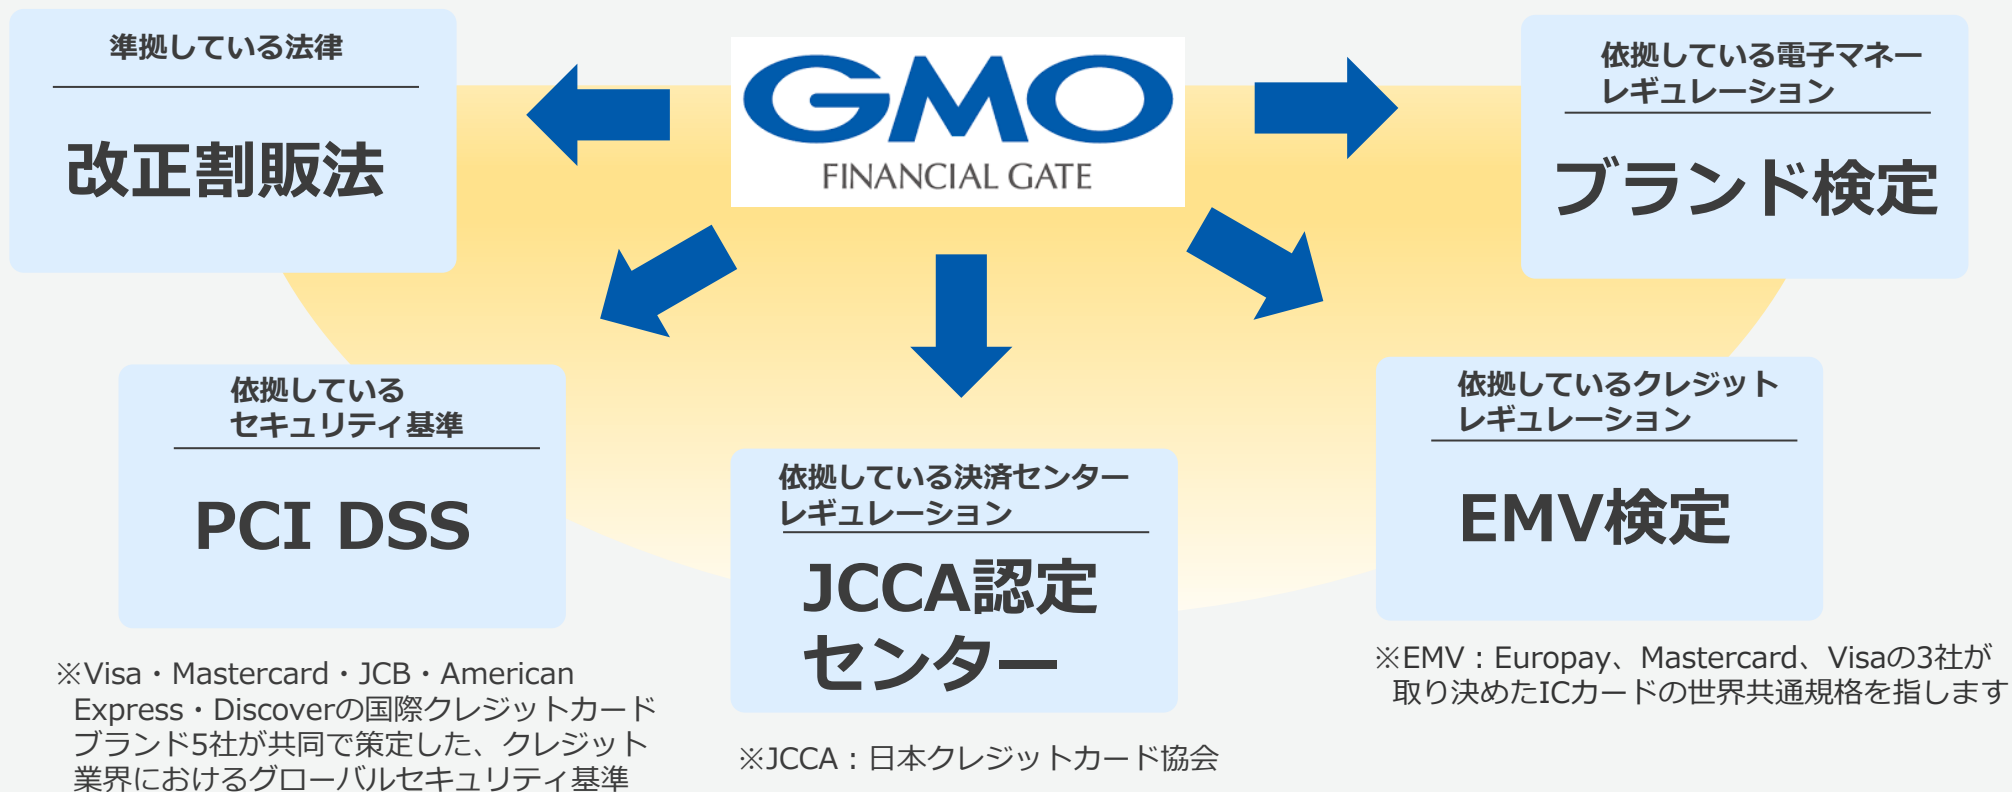 準拠している法律
改正割販法
GMO
FINANCIAL GATE
依拠している電子マネー
レギュレーション
ブランド検定
依拠している
セキュリティ基準
PCI DSS
※Visa・Mastercard・JCB・American
Express・Discoverの国際クレジットカード
ブランド5社が共同で策定した、クレジット
業界におけるグローバルセキュリティ基準
依拠している決済センター
レギュレーション
JCCA認定
センター
※JCCA：日本クレジットカード協会
依拠しているクレジット
レギュレーション
EMV検定
※EMV：Europay、Mastercard、Visaの3社が
取り決めたICカードの世界共通規格を指します